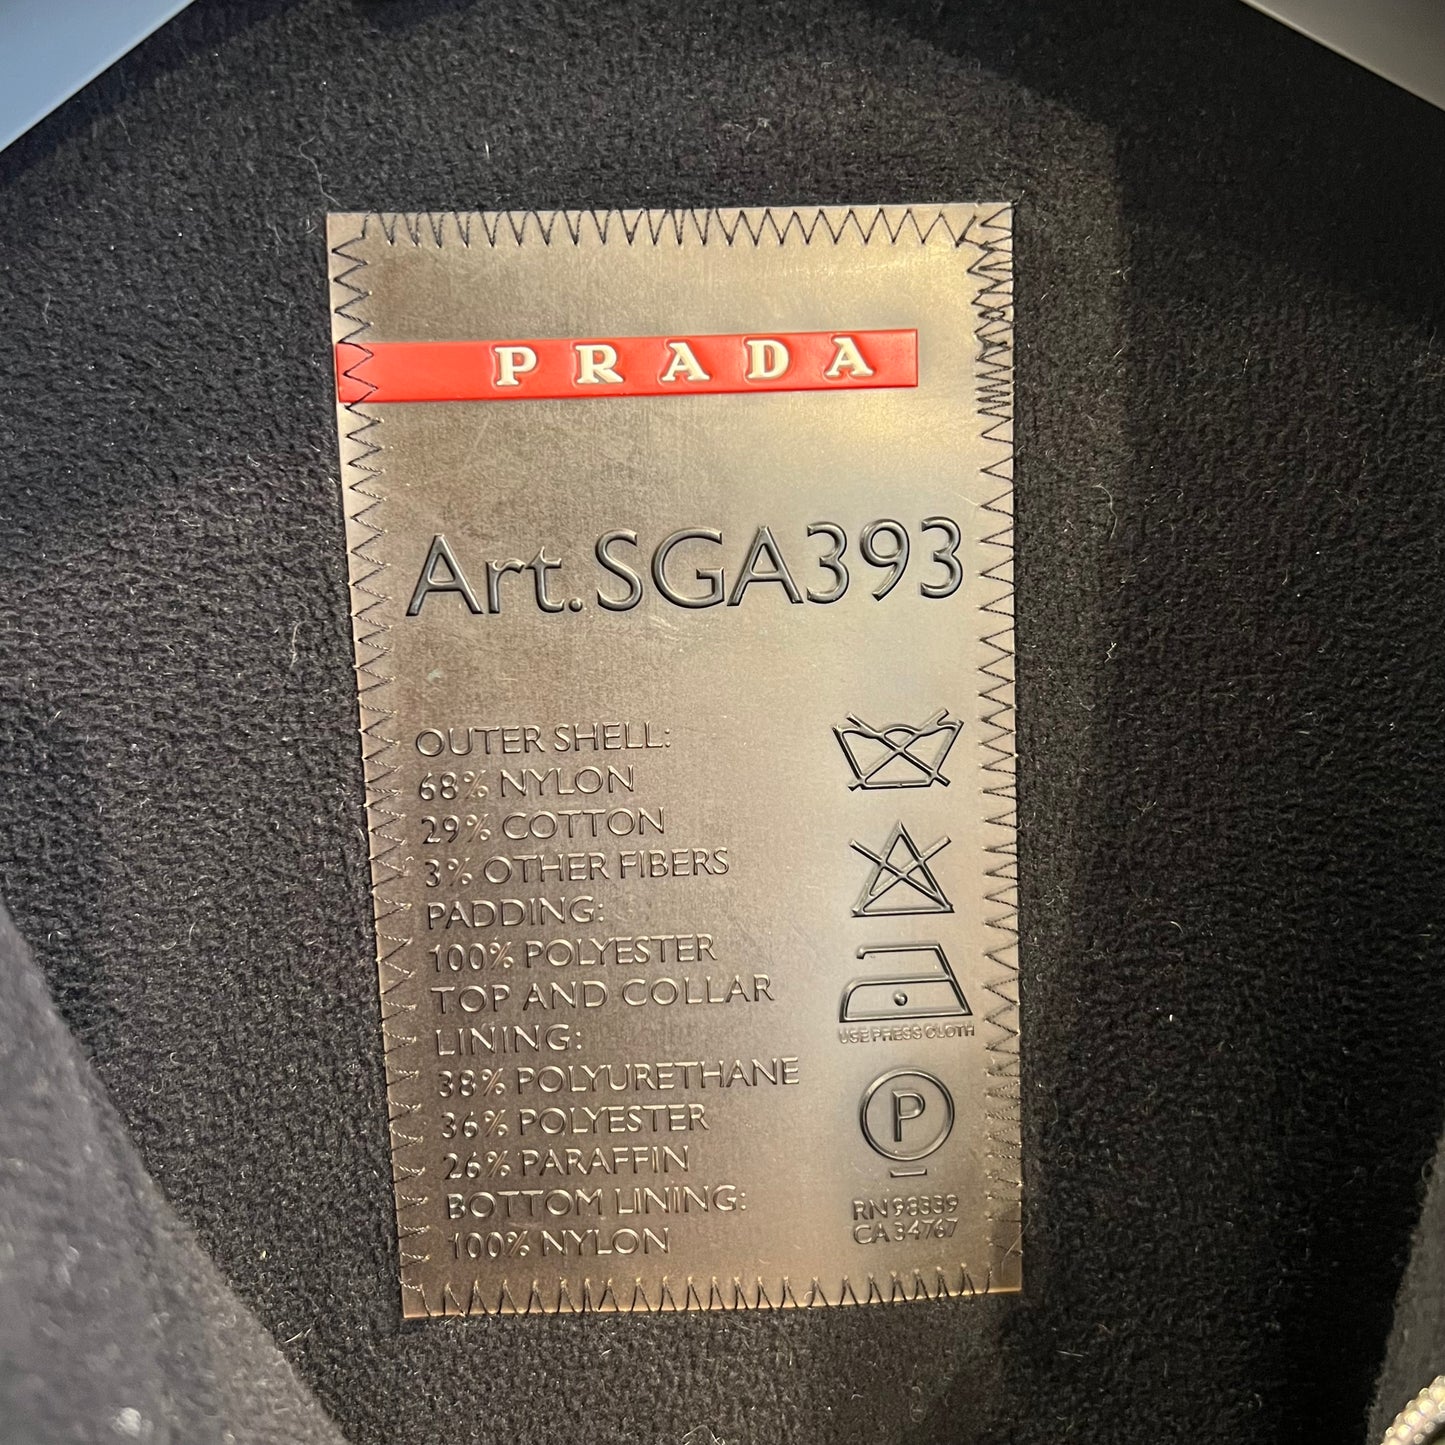 PRADA
Art.SGA393
OUTER SHELL:
68% NYLON
29% COTTON
3% OTHER FIBERS
PADDING:
100% POLYESTER
TOP AND COLLAR
LINING:
38% POLYURETHANE
36% POLYESTER
26% PARAFFIN
BOTTOM LINING:
100% NYLON
USE PRESS CLOTH
P
RN 98339
CA 34767